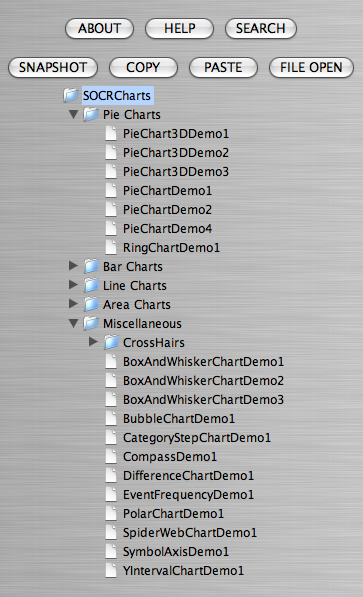 ABOUT HELP SEARCH
SNAPSHOT COPY PASTE FILE OPEN
SOCRCharts
Pie Charts
PieChart3DDemo1
PieChart3DDemo2
PieChart3DDemo3
PieChartDemo1
PieChartDemo2
PieChartDemo4
RingChartDemo1
Bar Charts
Line Charts
Area Charts
Miscellaneous
CrossHairs
BoxAndWhiskerChartDemo1
BoxAndWhiskerChartDemo2
BoxAndWhiskerChartDemo3
BubbleChartDemo1
CategoryStepChartDemo1
CompassDemo1
DifferenceChartDemo1
EventFrequencyDemo1
PolarChartDemo1
SpiderWebChartDemo1
SymbolAxisDemo1
YIntervalChartDemo1